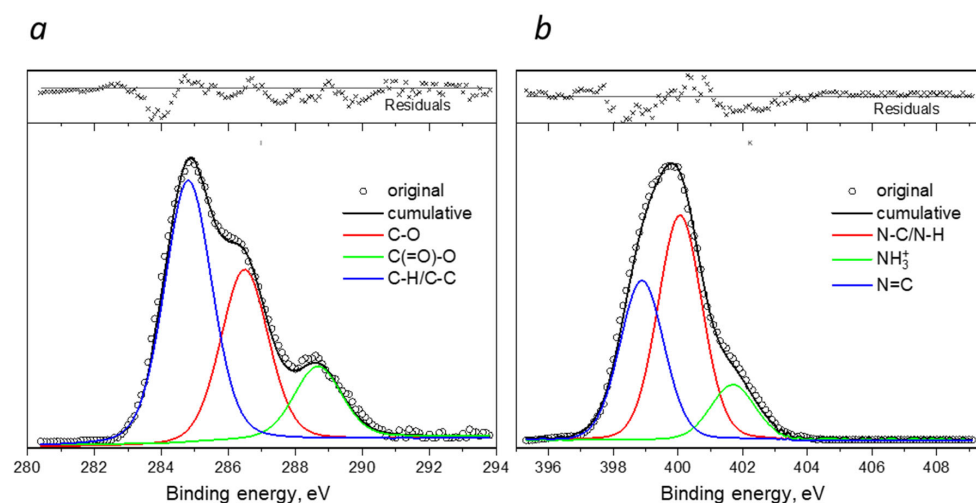 a
b
Residuals
Residuals
original
cumulative
C-O
C(=O)-O
C-H/C-C
original
cumulative
N-C/N-H
NH₃⁺
N=C
280 282 284 286 288 290 292 294
396 398 400 402 404 406 408
Binding energy, eV
Binding energy, eV